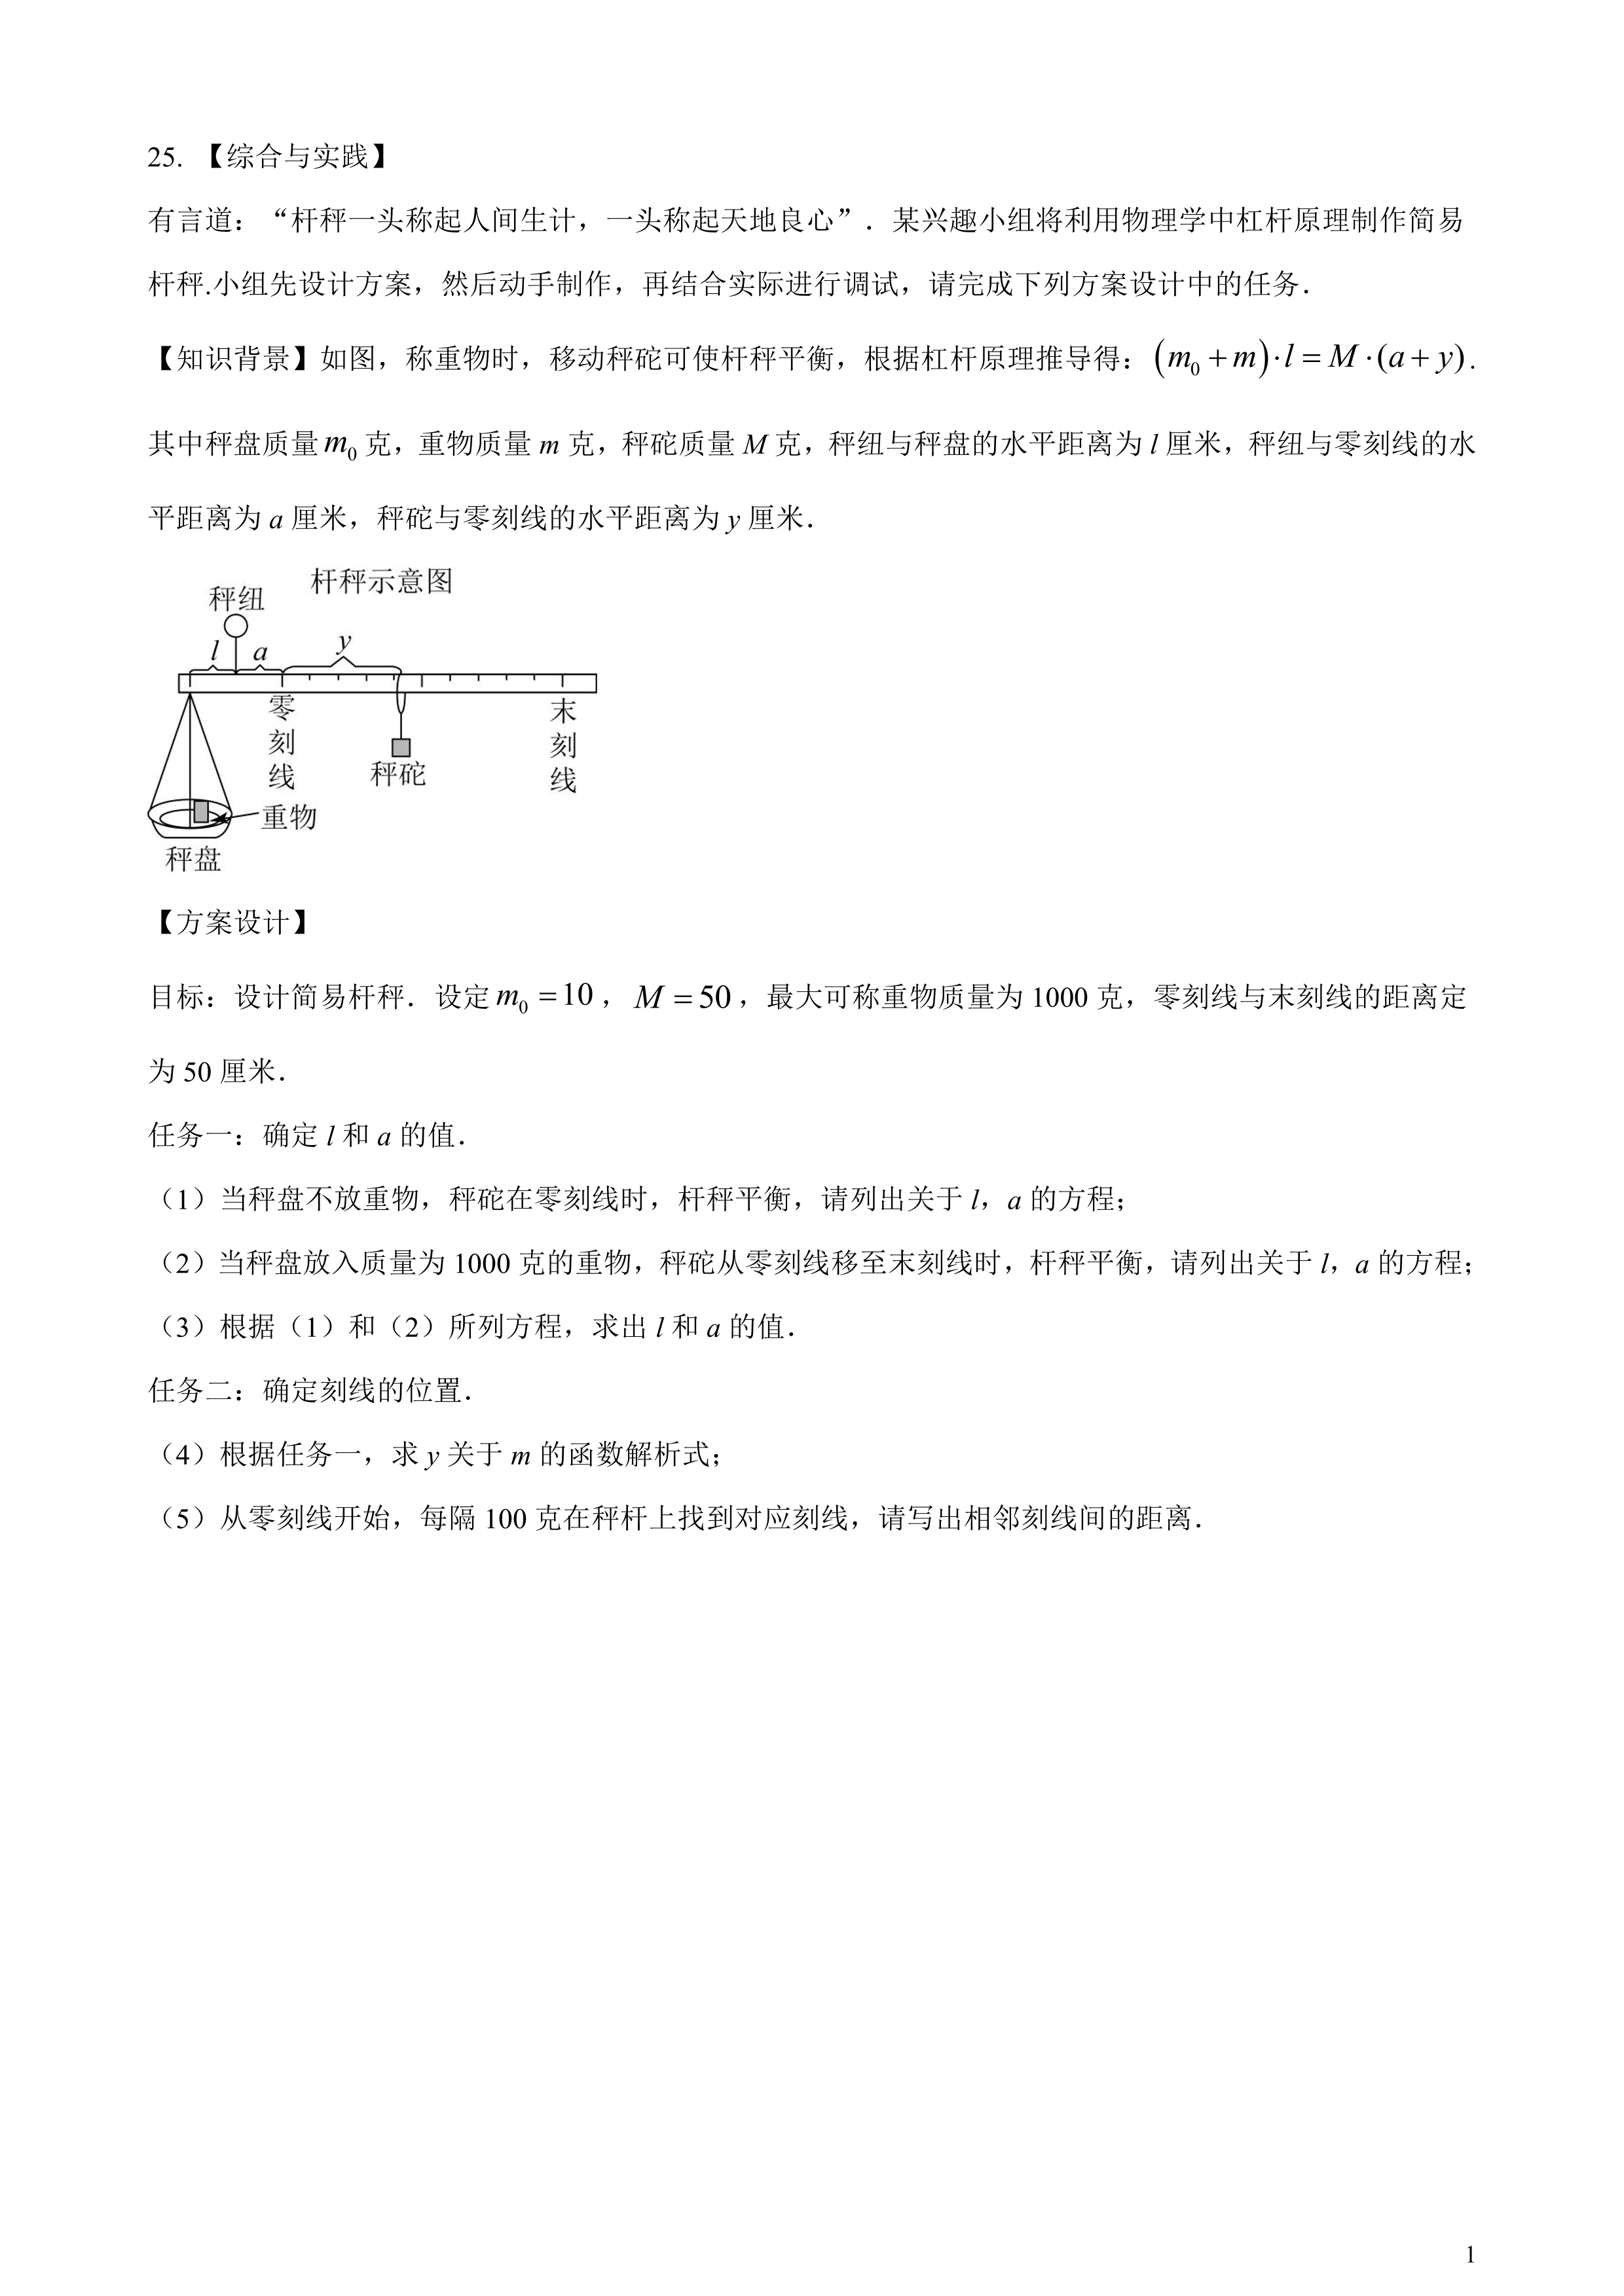 25. 【综合与实践】
有言道：“杆秤一头称起人间生计，一头称起天地良心”．某兴趣小组将利用物理学中杠杆原理制作简易
杆秤.小组先设计方案，然后动手制作，再结合实际进行调试，请完成下列方案设计中的任务．
【知识背景】如图，称重物时，移动秤砣可使杆秤平衡，根据杠杆原理推导得：(m₀+m)·l=M·(a+y)．
其中秤盘质量m₀克，重物质量 m 克，秤砣质量 M 克，秤纽与秤盘的水平距离为 l 厘米，秤纽与零刻线的水
平距离为 a 厘米，秤砣与零刻线的水平距离为 y 厘米．
杆秤示意图
秤纽
l a y
零刻线
末刻线
秤砣
重物
秤盘
【方案设计】
目标：设计简易杆秤．设定m₀=10，M=50，最大可称重物质量为 1000 克，零刻线与末刻线的距离定
为 50 厘米．
任务一：确定 l 和 a 的值．
（1）当秤盘不放重物，秤砣在零刻线时，杆秤平衡，请列出关于 l，a 的方程；
（2）当秤盘放入质量为 1000 克的重物，秤砣从零刻线移至末刻线时，杆秤平衡，请列出关于 l，a 的方程；
（3）根据（1）和（2）所列方程，求出 l 和 a 的值．
任务二：确定刻线的位置．
（4）根据任务一，求 y 关于 m 的函数解析式；
（5）从零刻线开始，每隔 100 克在秤杆上找到对应刻线，请写出相邻刻线间的距离．
1